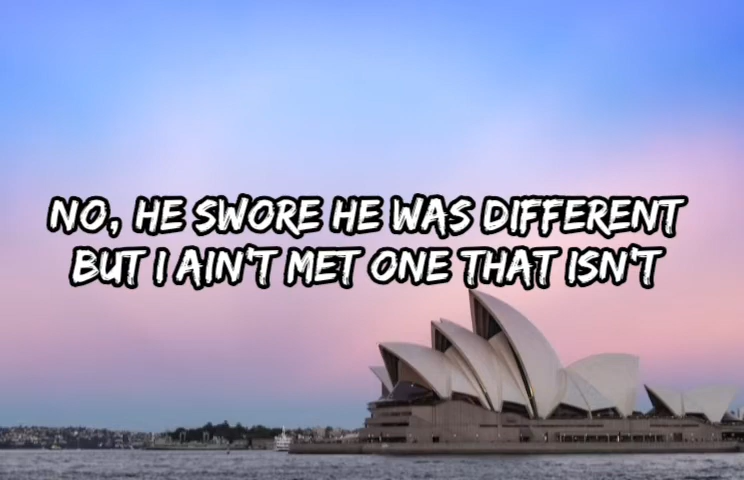 NO, HE SWORE HE WAS DIFFERENT
BUT I AIN'T MET ONE THAT ISN'T